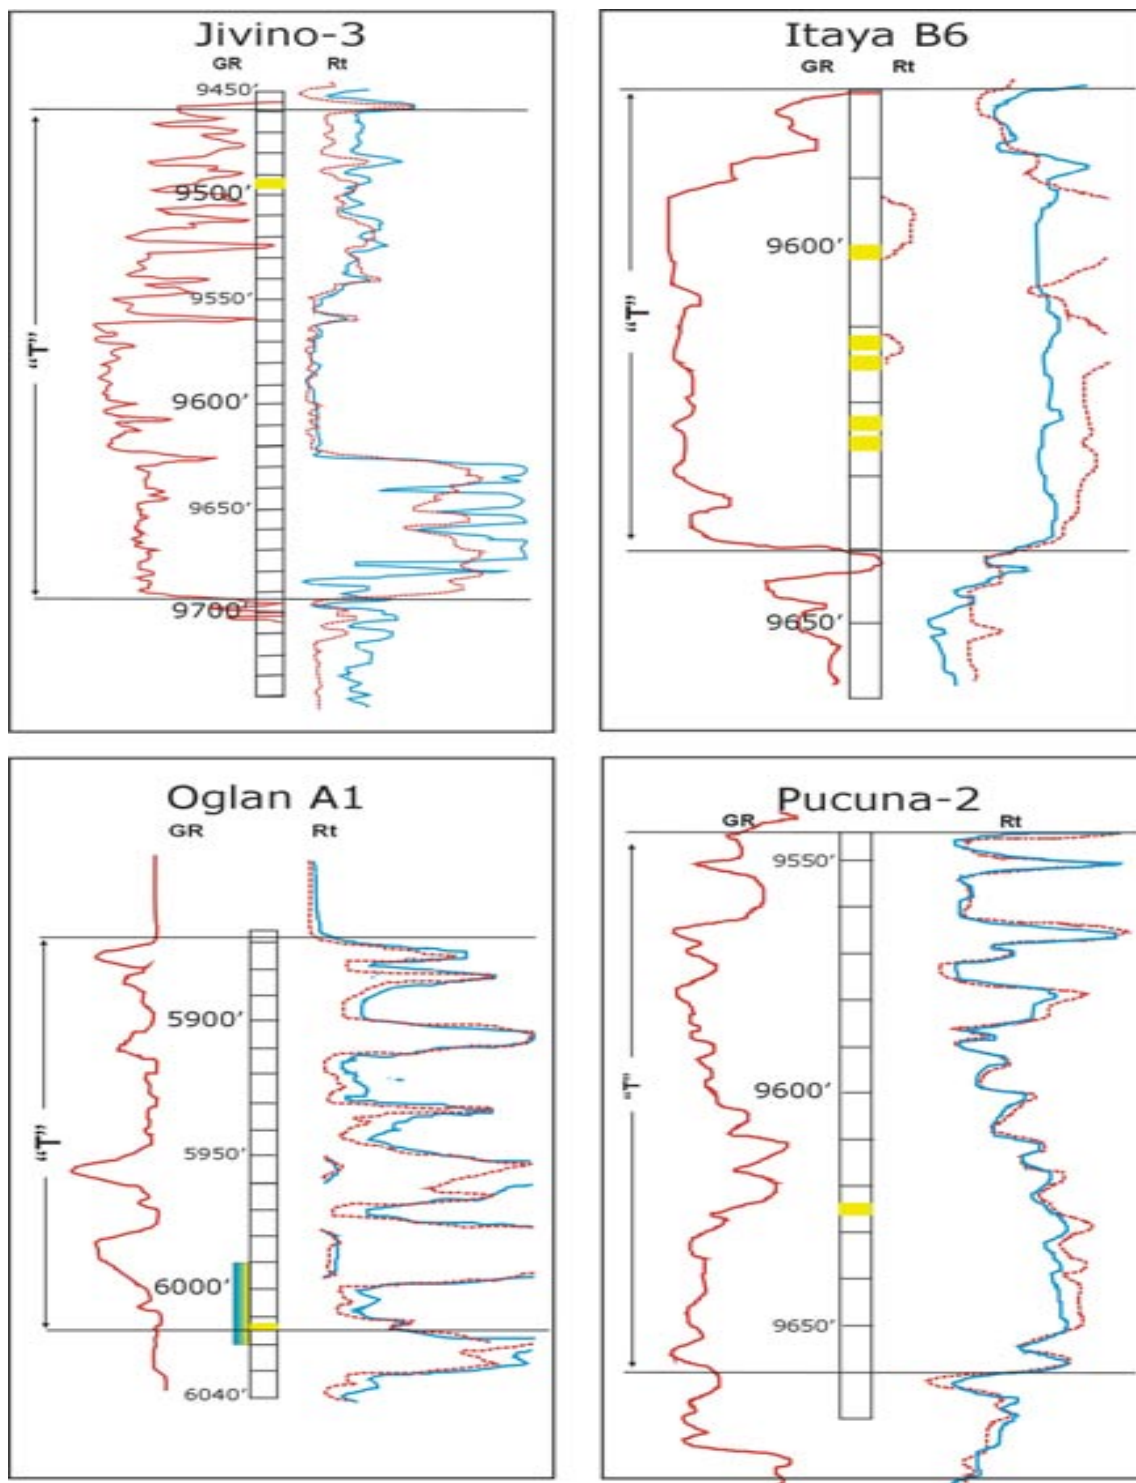 Jivino-3
GR Rt
9450’
9500’
9550’
“T”
9600’
9650’
9700’
Itaya B6
GR Rt
9600’
“T”
9650’
Oglan A1
GR Rt
5900’
“T”
5950’
6000’
6040’
Pucuna-2
GR Rt
9550’
“T”
9600’
9650’